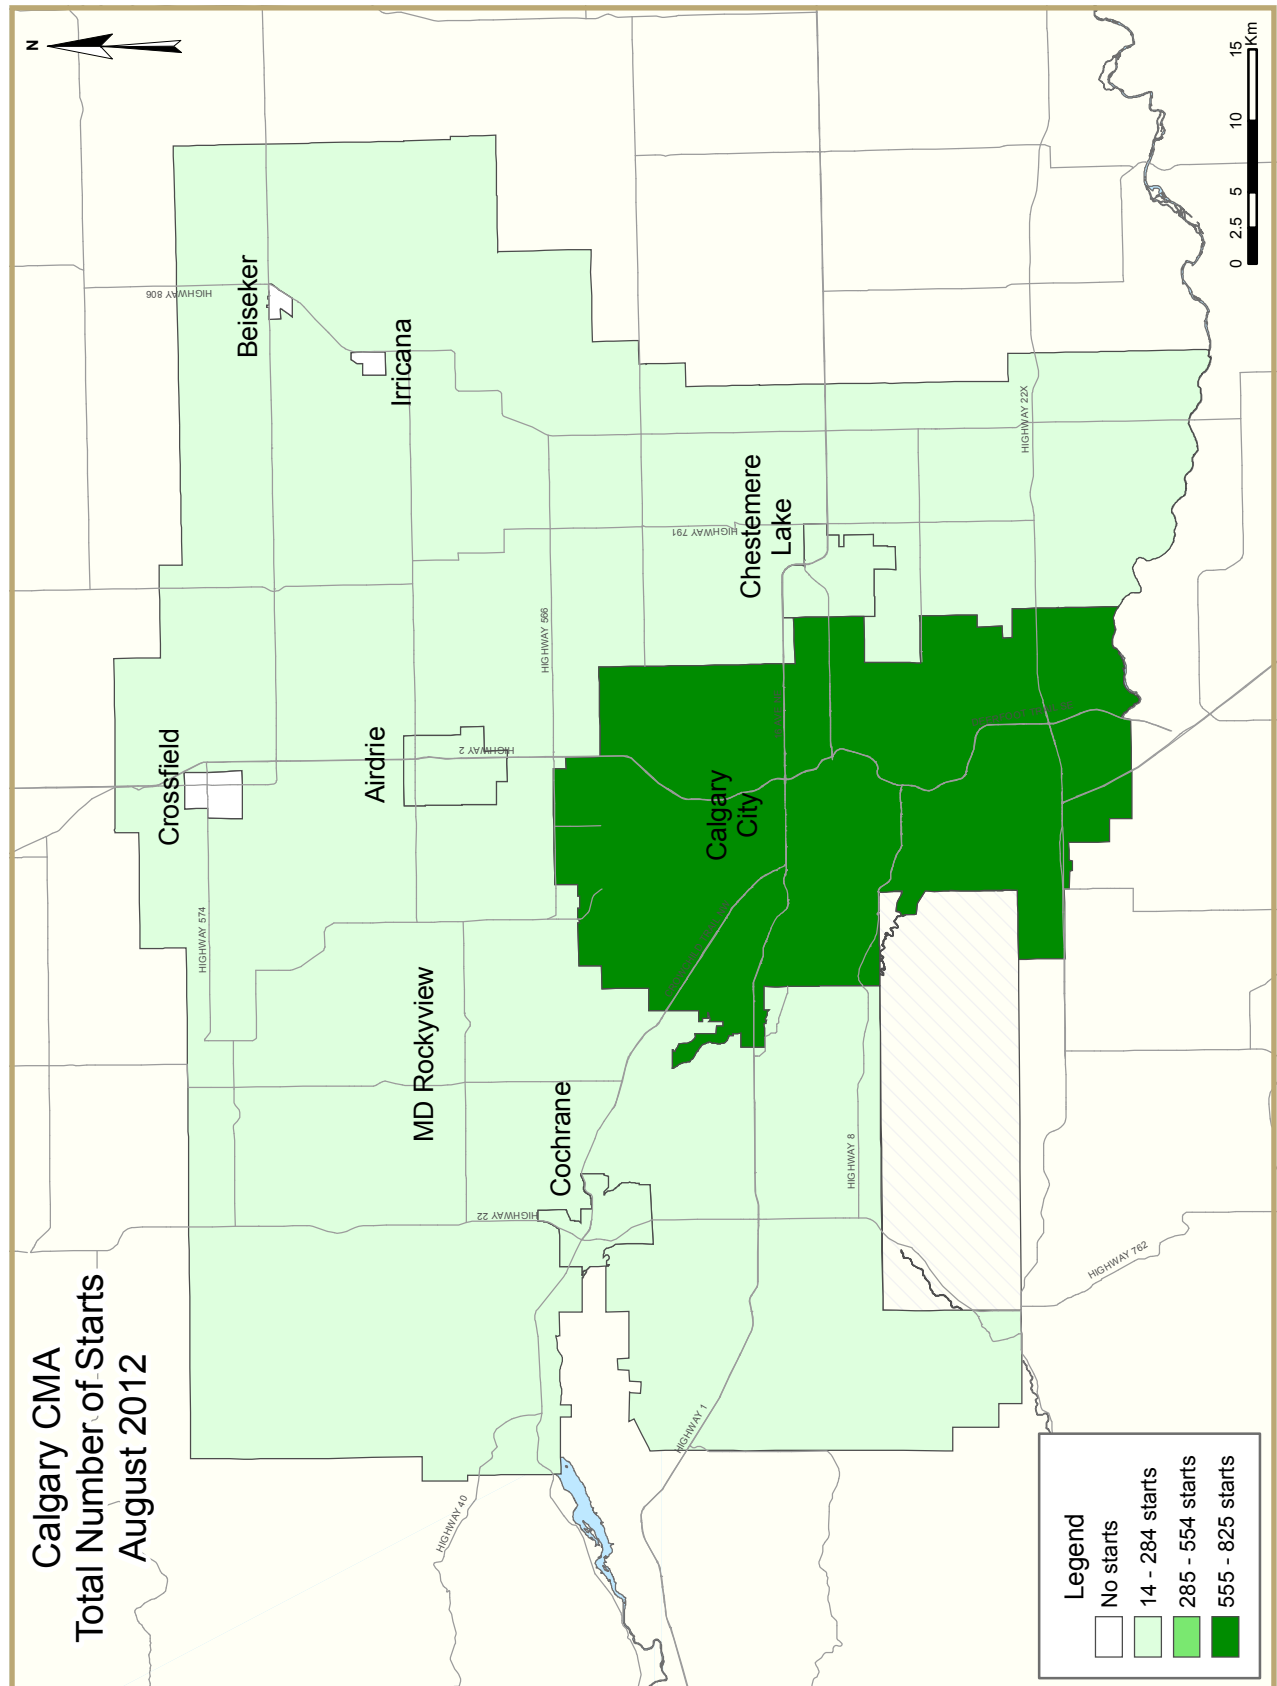 Calgary CMA
Total Number of Starts
August 2012
N
Beiseker
HIGHWAY 806
Irricana
Crossfield
Airdrie
HIGHWAY 2
HIGHWAY 566
HIGHWAY 574
HIGHWAY 791
Chestemere
Lake
HIGHWAY 22X
MD Rockyview
Calgary
City
Cochrane
HIGHWAY 22
HIGHWAY 8
HIGHWAY 1
HIGHWAY 40
HIGHWAY 762
Legend
No starts
14 - 284 starts
285 - 554 starts
555 - 825 starts
0 2.5 5 10 15
Km